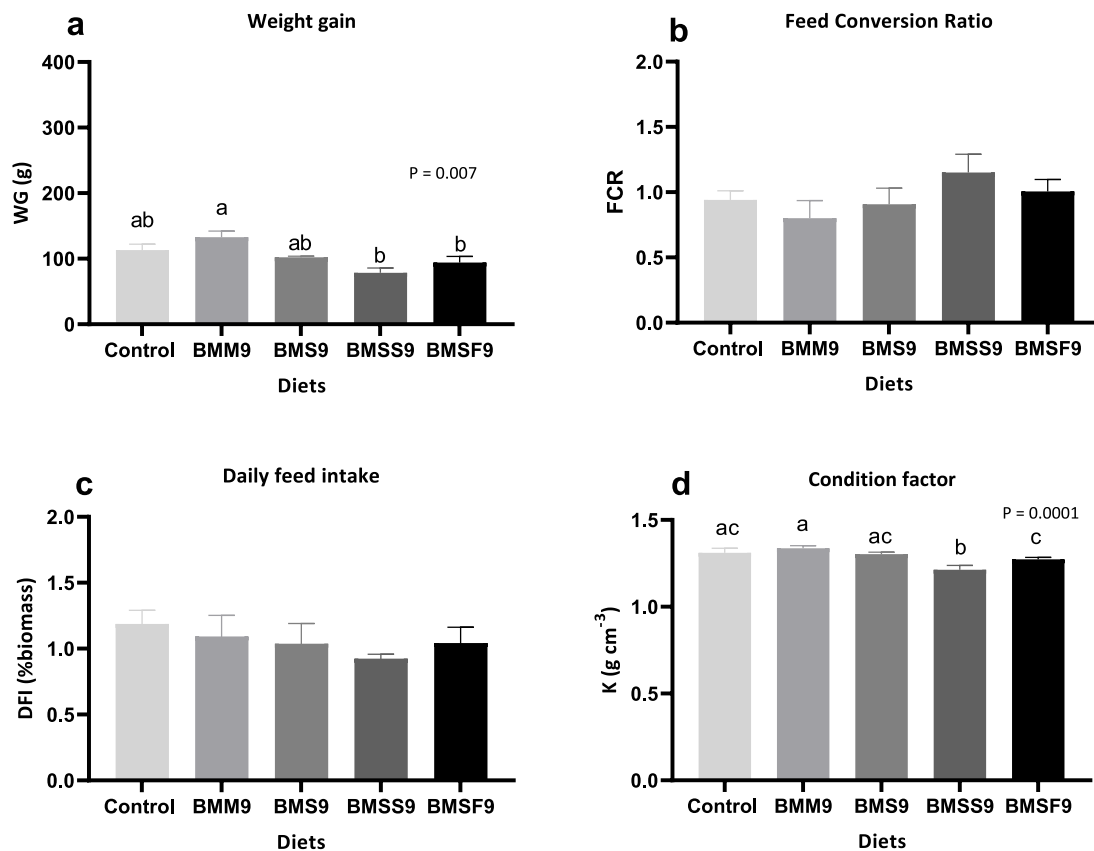 a
Weight gain
400
300
200
100
0
WG (g)
P = 0.007
ab
a
ab
b
b
Control BMM9 BMS9 BMSS9 BMSF9
Diets
b
Feed Conversion Ratio
2.0
1.5
1.0
0.5
0.0
FCR
Control BMM9 BMS9 BMSS9 BMSF9
Diets
c
Daily feed intake
2.0
1.5
1.0
0.5
0.0
DFI (%biomass)
Control BMM9 BMS9 BMSS9 BMSF9
Diets
d
Condition factor
P = 0.0001
1.5
1.0
0.5
0.0
K (g cm⁻³)
ac
a
ac
b
c
Control BMM9 BMS9 BMSS9 BMSF9
Diets